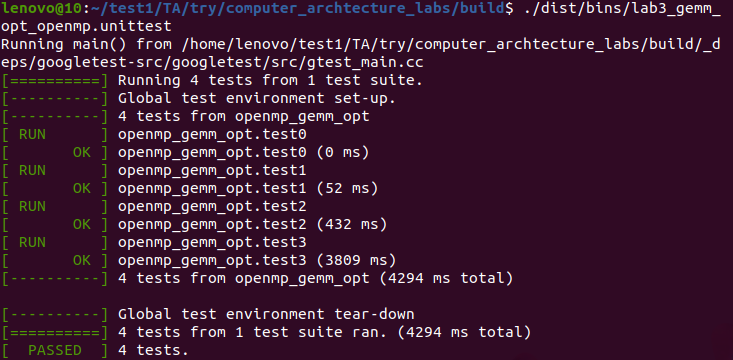 lenovo@10:~/test1/TA/try/computer_archtecture_labs/build$ ./dist/bins/lab3_gemm_
opt_openmp.unittest
Running main() from /home/lenovo/test1/TA/try/computer_archtecture_labs/build/_d
eps/googletest-src/googletest/src/gtest_main.cc
[==========] Running 4 tests from 1 test suite.
[----------] Global test environment set-up.
[----------] 4 tests from openmp_gemm_opt
[ RUN      ] openmp_gemm_opt.test0
[       OK ] openmp_gemm_opt.test0 (0 ms)
[ RUN      ] openmp_gemm_opt.test1
[       OK ] openmp_gemm_opt.test1 (52 ms)
[ RUN      ] openmp_gemm_opt.test2
[       OK ] openmp_gemm_opt.test2 (432 ms)
[ RUN      ] openmp_gemm_opt.test3
[       OK ] openmp_gemm_opt.test3 (3809 ms)
[----------] 4 tests from openmp_gemm_opt (4294 ms total)

[----------] Global test environment tear-down
[==========] 4 tests from 1 test suite ran. (4294 ms total)
[  PASSED  ] 4 tests.